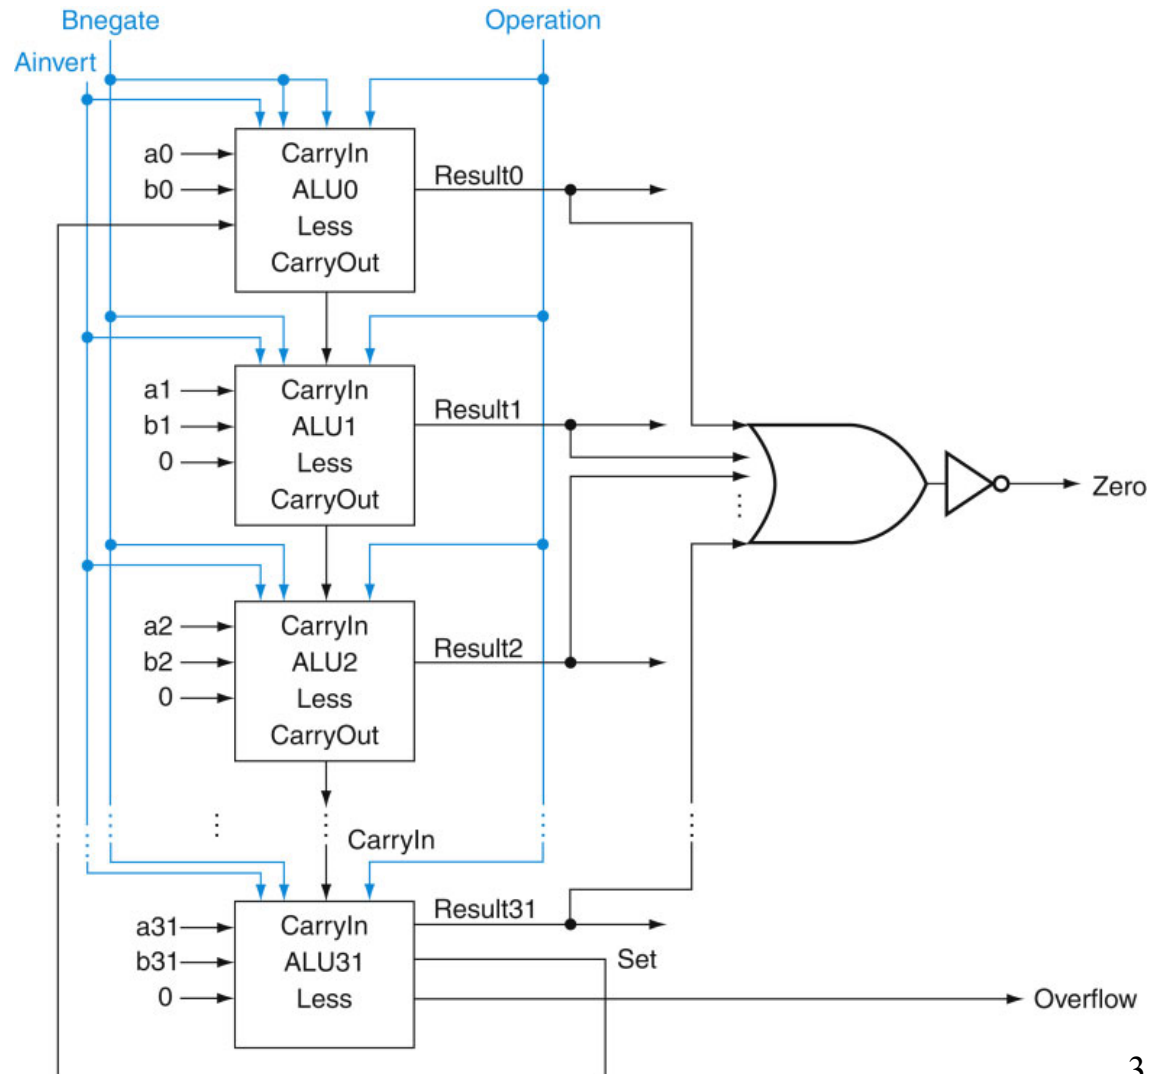 Bnegate
Operation
Ainvert
a0
CarryIn
Result0
b0
ALU0
Less
CarryOut
a1
CarryIn
Result1
b1
ALU1
0
Less
CarryOut
Zero
a2
CarryIn
Result2
b2
ALU2
0
Less
CarryOut
CarryIn
a31
CarryIn
Result31
b31
ALU31
Set
0
Less
Overflow
3